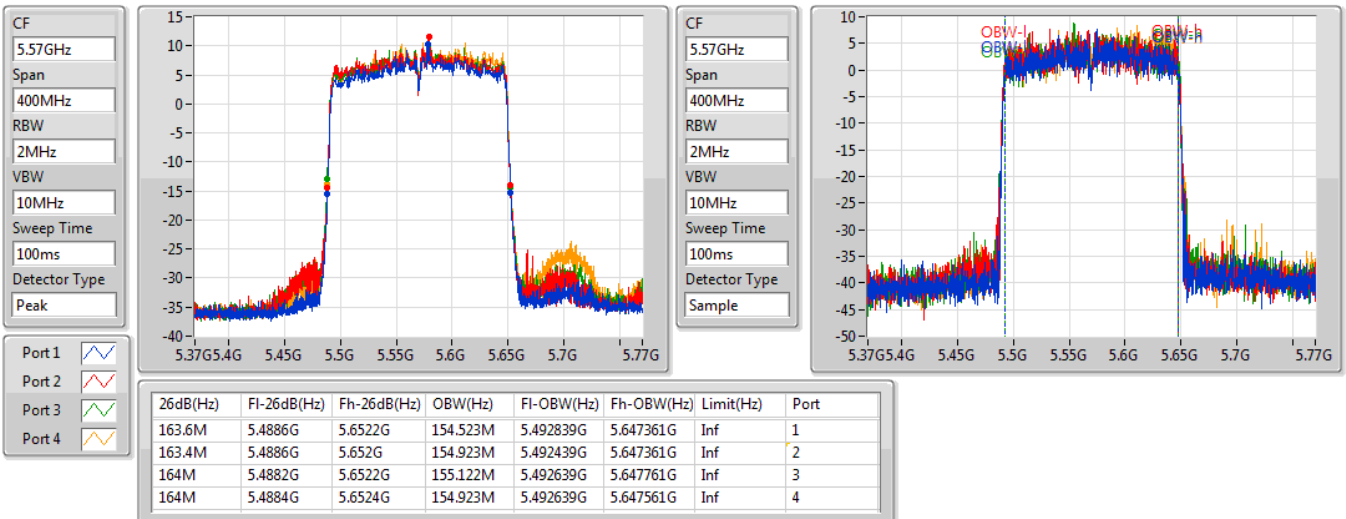 CF
5.57GHz
Span
400MHz
RBW
2MHz
VBW
10MHz
Sweep Time
100ms
Detector Type
Peak
15
10
5
0
-5
-10
-15
-20
-25
-30
-35
-40
5.37G 5.4G 5.45G 5.5G 5.55G 5.6G 5.65G 5.7G 5.77G
CF
5.57GHz
Span
400MHz
RBW
2MHz
VBW
10MHz
Sweep Time
100ms
Detector Type
Sample
10
5
0
-5
-10
-15
-20
-25
-30
-35
-40
-45
-50
OBW-l
5.37G 5.4G 5.45G 5.5G 5.55G 5.6G 5.65G 5.7G 5.77G
Port 1
Port 2
Port 3
Port 4
26dB(Hz) Fl-26dB(Hz) Fh-26dB(Hz) OBW(Hz) Fl-OBW(Hz) Fh-OBW(Hz) Limit(Hz) Port
163.6M 5.4886G 5.6522G 154.523M 5.492839G 5.647361G Inf 1
163.4M 5.4886G 5.652G 154.923M 5.492439G 5.647361G Inf 2
164M 5.4882G 5.6522G 155.122M 5.492639G 5.647761G Inf 3
164M 5.4884G 5.6524G 154.923M 5.492639G 5.647561G Inf 4